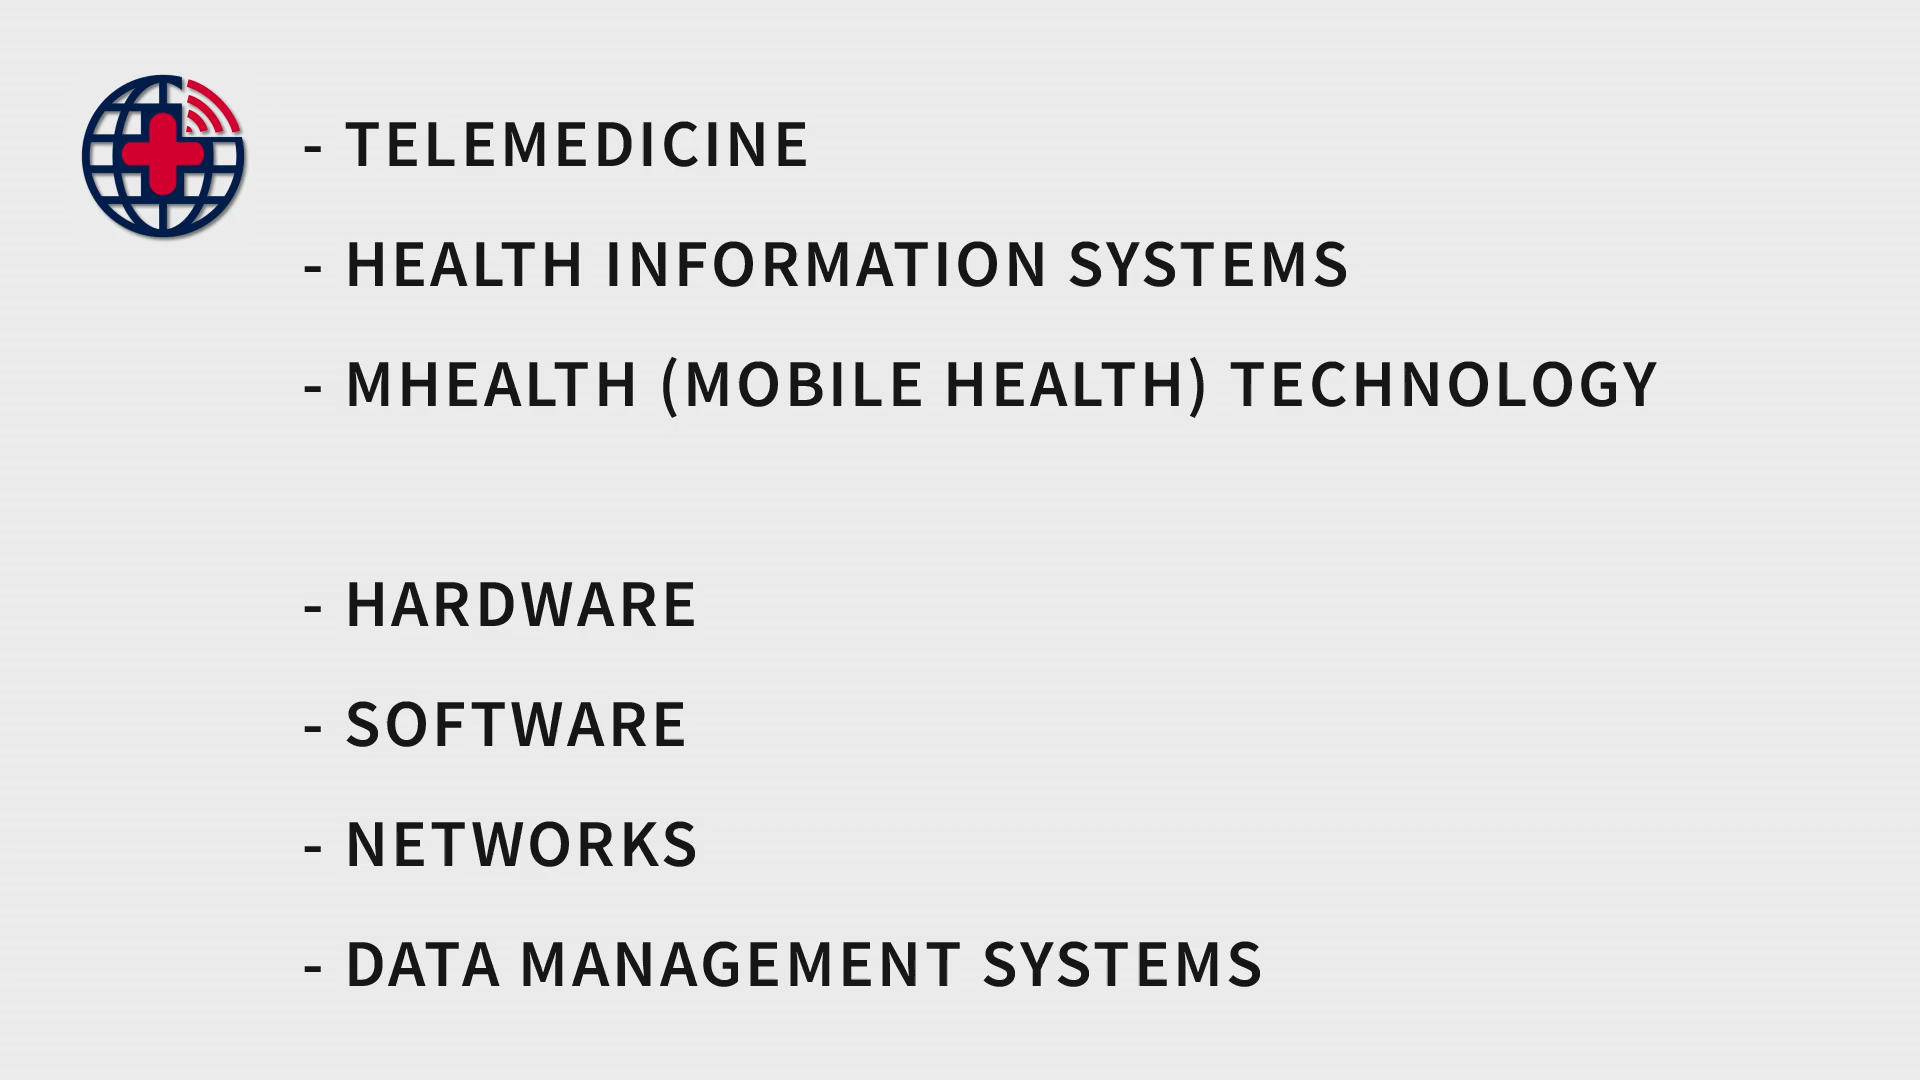 - TELEMEDICINE
- HEALTH INFORMATION SYSTEMS
- MHEALTH (MOBILE HEALTH) TECHNOLOGY
- HARDWARE
- SOFTWARE
- NETWORKS
- DATA MANAGEMENT SYSTEMS